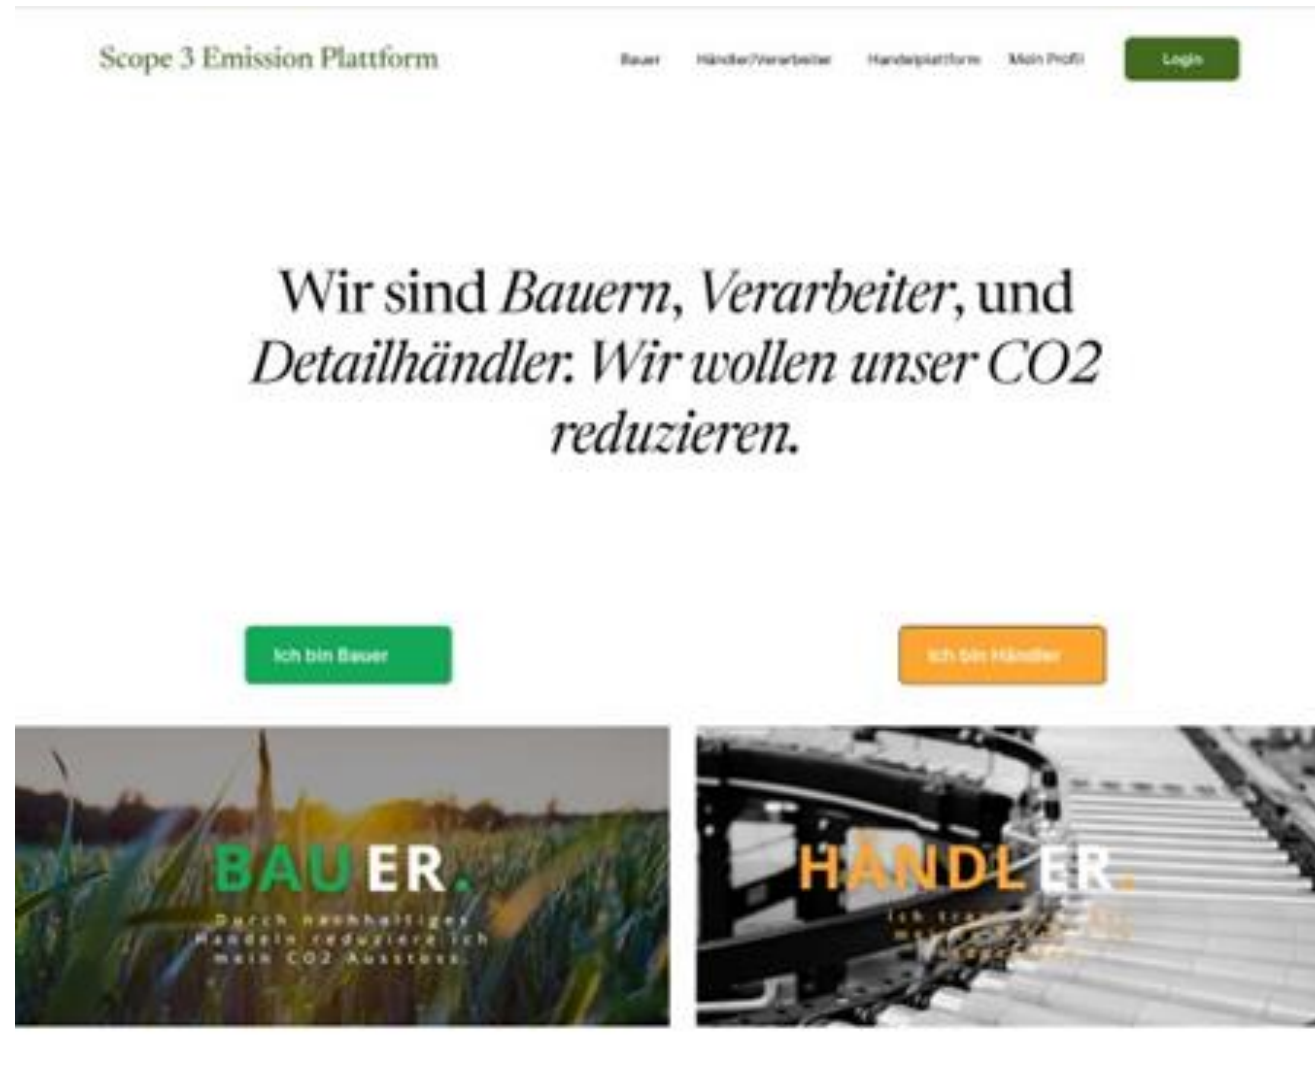 Scope 3 Emission Plattform
Bauer Händler/Verarbeiter Handelplattform Mein Profil Login
Wir sind Bauern, Verarbeiter, und
Detailhändler. Wir wollen unser CO2
reduzieren.
Ich bin Bauer
Ich bin Händler
BAUER.
Durch nachhaltiges
Handeln reduziere ich
mein CO2 Ausstoss.
HÄNDLER.
Ich